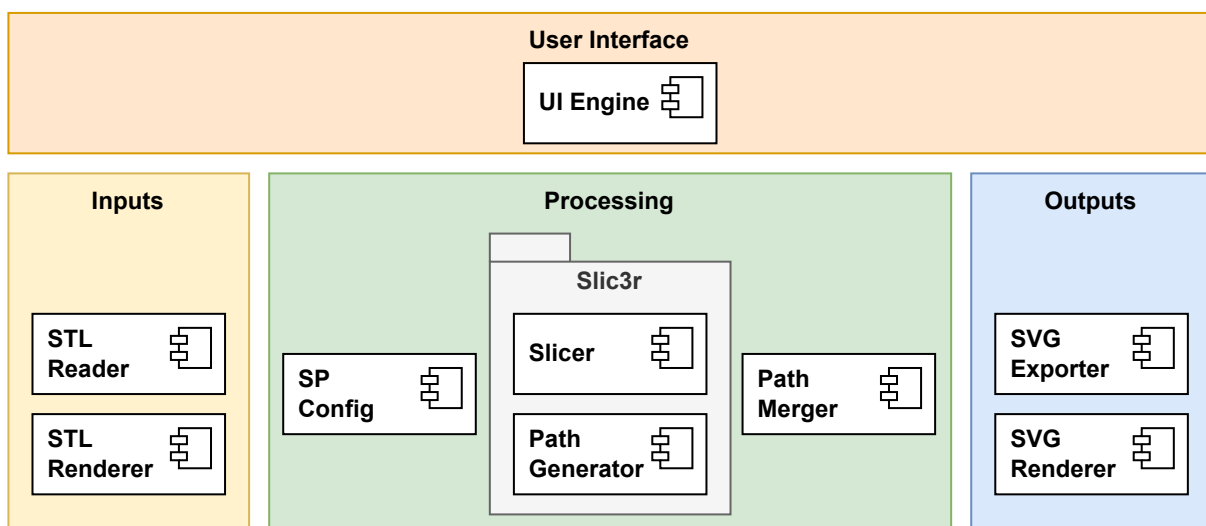 User Interface
UI Engine
Inputs
STL
Reader
STL
Renderer
Processing
SP
Config
Slic3r
Slicer
Path
Generator
Path
Merger
Outputs
SVG
Exporter
SVG
Renderer